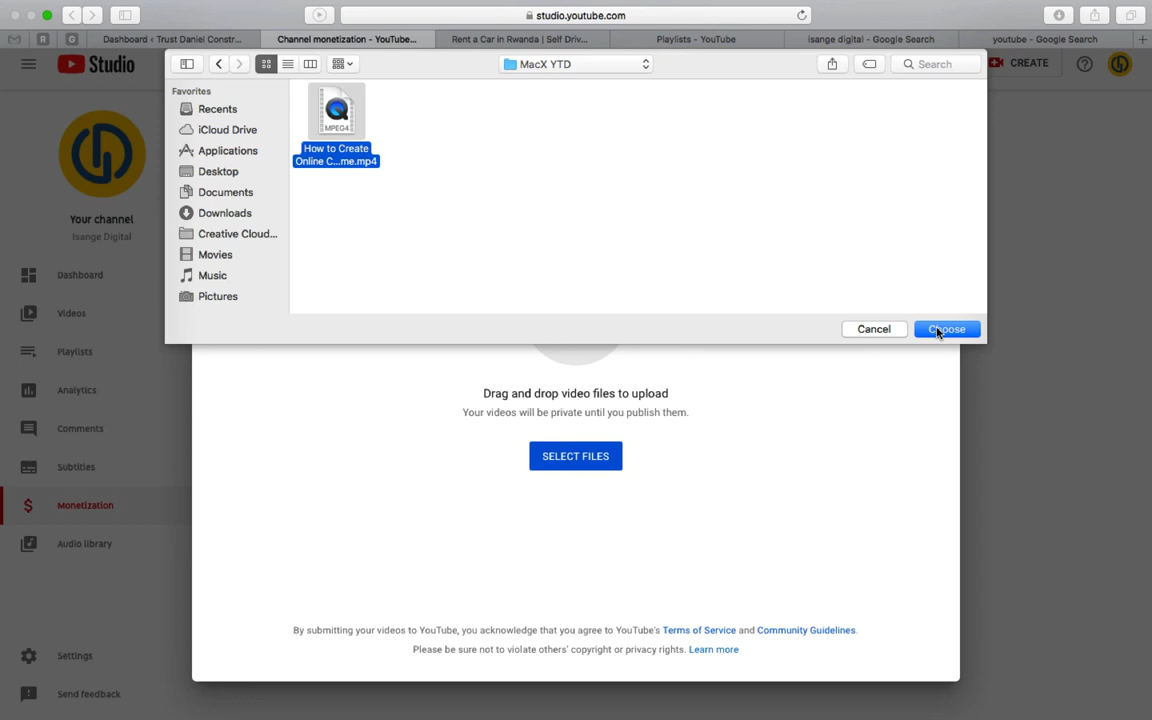 studio.youtube.com
Dashboard ‹ Trust Daniel Constr...
Channel monetization - YouTube...
Rent a Car in Rwanda | Self Driv...
Playlists - YouTube
isange digital - Google Search
youtube - Google Search
Studio
MacX YTD
Search
CREATE
Favorites
Recents
iCloud Drive
Applications
Desktop
Documents
Downloads
Creative Cloud...
Movies
Music
Pictures
MPEG4
How to Create
Online C...me.mp4
Cancel
Choose
Your channel
Isange Digital
Dashboard
Videos
Playlists
Analytics
Comments
Subtitles
Monetization
Audio library
Settings
Send feedback
Drag and drop video files to upload
Your videos will be private until you publish them.
SELECT FILES
By submitting your videos to YouTube, you acknowledge that you agree to YouTube's Terms of Service and Community Guidelines.
Please be sure not to violate others' copyright or privacy rights. Learn more